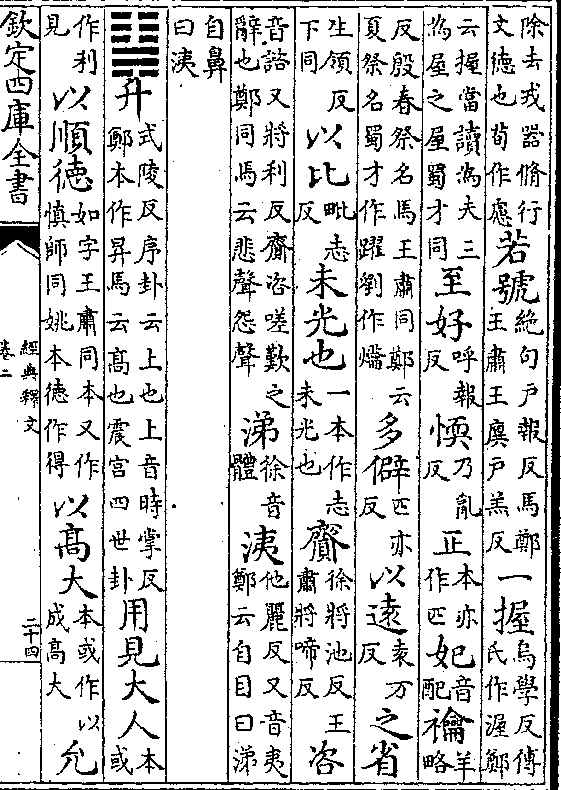 除去戎器脩行文德也荀作慮若號絶句户報反馬鄭王肅王廙户羔反一握烏學反傅氏作渥鄭
云握當讀為夫三為屋之屋蜀才同至好呼報反愞乃亂反正本亦作匹妃音配禴羊略
反殷春祭名馬王肅同鄭云夏祭名蜀才作躍劉作爚多僻匹亦反以遠袁万反之省
生領反下同以比毗志反未光也一本作志未光也齎徐將池反王肅將啼反咨
音諮又將利反齎咨嗟歎之辭也鄭同馬云悲聲怨聲涕徐音體洟他麗反又音夷鄭云自目曰涕
自鼻曰洟
䷭升式陵反序卦云上也上音時掌反鄭本作昇馬云髙也震宫四世卦用見大人本或
作利見以順德如字王肅同本又作慎師同姚本德作得以髙大本或作以成髙大允
欽定四庫全書
經典釋文
卷二
二十四